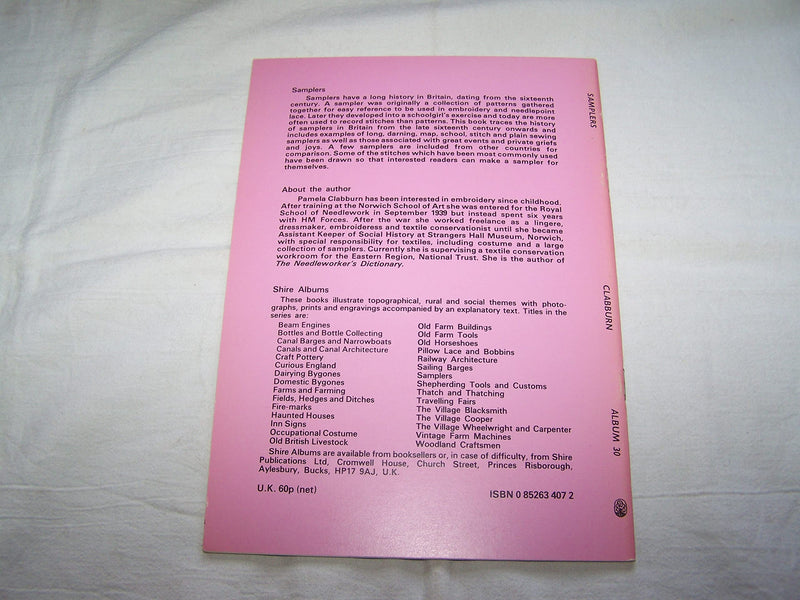 Samplers
Samplers have a long history in Britain, dating from the sixteenth
century. A sampler was originally a collection of patterns gathered
together for easy reference to be used in embroidery and needlepoint
lace. Later they developed into a schoolgirl's exercise and today are more
often used to record stitches than patterns. This book traces the history
of samplers in Britain from the late sixteenth century onwards and
includes examples of long, darning, map, school, stitch and plain sewing
samplers as well as those associated with great events and private griefs
and joys. A few samplers are included from other countries for
comparison. Some of the stitches which have been most commonly used
have been drawn so that interested readers can make a sampler for
themselves.
About the author
Pamela Clabburn has been interested in embroidery since childhood.
After training at the Norwich School of Art she was entered for the Royal
School of Needlework in September 1939 but instead spent six years
with HM Forces. After the war she worked freelance as a lingere,
dressmaker, embroideress and textile conservationist until she became
Assistant Keeper of Social History at Strangers Hall Museum, Norwich,
with special responsibility for textiles, including costume and a large
collection of samplers. Currently she is supervising a textile conservation
workroom for the Eastern Region, National Trust. She is the author of
The Needleworker's Dictionary.
Shire Albums
These books illustrate topographical, rural and social themes with photo-
graphs, prints and engravings accompanied by an explanatory text. Titles in the
series are:
Beam Engines
Bottles and Bottle Collecting
Canal Barges and Narrowboats
Canals and Canal Architecture
Craft Pottery
Curious England
Dairying Bygones
Domestic Bygones
Farms and Farming
Fields, Hedges and Ditches
Fire-marks
Haunted Houses
Inn Signs
Occupational Costume
Old British Livestock
Old Farm Buildings
Old Farm Tools
Old Horseshoes
Pillow Lace and Bobbins
Railway Architecture
Sailing Barges
Samplers
Shepherding Tools and Customs
Thatch and Thatching
Travelling Fairs
The Village Blacksmith
The Village Cooper
The Village Wheelwright and Carpenter
Vintage Farm Machines
Woodland Craftsmen
Shire Albums are available from booksellers or, in case of difficulty, from Shire
Publications Ltd, Cromwell House, Church Street, Princes Risborough,
Aylesbury, Bucks, HP17 9AJ, U.K.
U.K. 60p (net)
ISBN 0 85263 407 2
SAMPLERS
CLABBURN
ALBUM 30